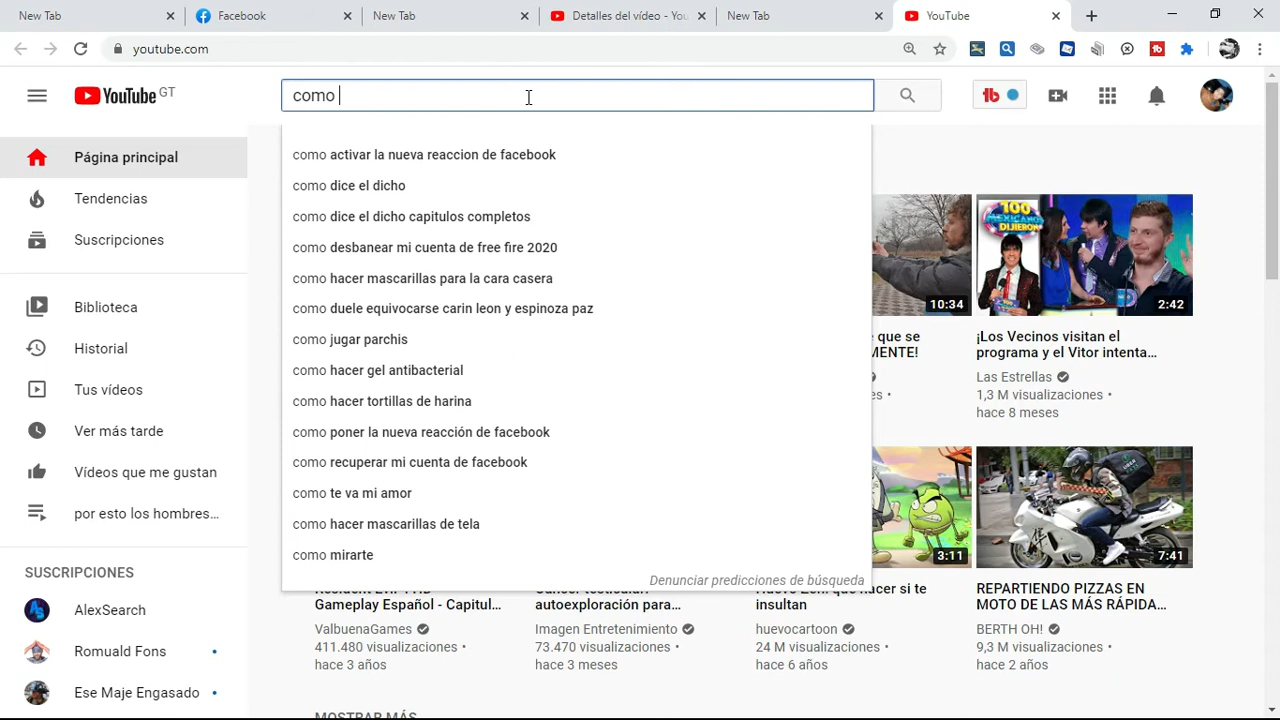 New Tab
Facebook
New Tab
Detalles del vídeo - You
New Tab
YouTube
youtube.com
YouTube GT
como
Página principal
Tendencias
Suscripciones
Biblioteca
Historial
Tus vídeos
Ver más tarde
Vídeos que me gustan
por esto los hombres...
SUSCRIPCIONES
AlexSearch
Romuald Fons
Ese Maje Engasado
como activar la nueva reaccion de facebook
como dice el dicho
como dice el dicho capitulos completos
como desbanear mi cuenta de free fire 2020
como hacer mascarillas para la cara casera
como duele equivocarse carin leon y espinoza paz
como jugar parchis
como hacer gel antibacterial
como hacer tortillas de harina
como poner la nueva reacción de facebook
como recuperar mi cuenta de facebook
como te va mi amor
como hacer mascarillas de tela
como mirarte
Denunciar predicciones de búsqueda
10:34
100
MEXICANOS
DIJERON
2:42
e que se
MENTE!
es •
¡Los Vecinos visitan el
programa y el Vitor intenta...
Las Estrellas
1,3 M visualizaciones •
hace 8 meses
3:11
7:41
Gameplay Español - Capitul...
ValbuenaGames
411.480 visualizaciones •
hace 3 años
autoexploración para...
Imagen Entretenimiento
73.470 visualizaciones •
hace 3 meses
insultan
huevocartoon
24 M visualizaciones •
hace 6 años
REPARTIENDO PIZZAS EN
MOTO DE LAS MÁS RÁPIDA...
BERTH OH!
9,3 M visualizaciones •
hace 2 años
MOSTRAR MÁS